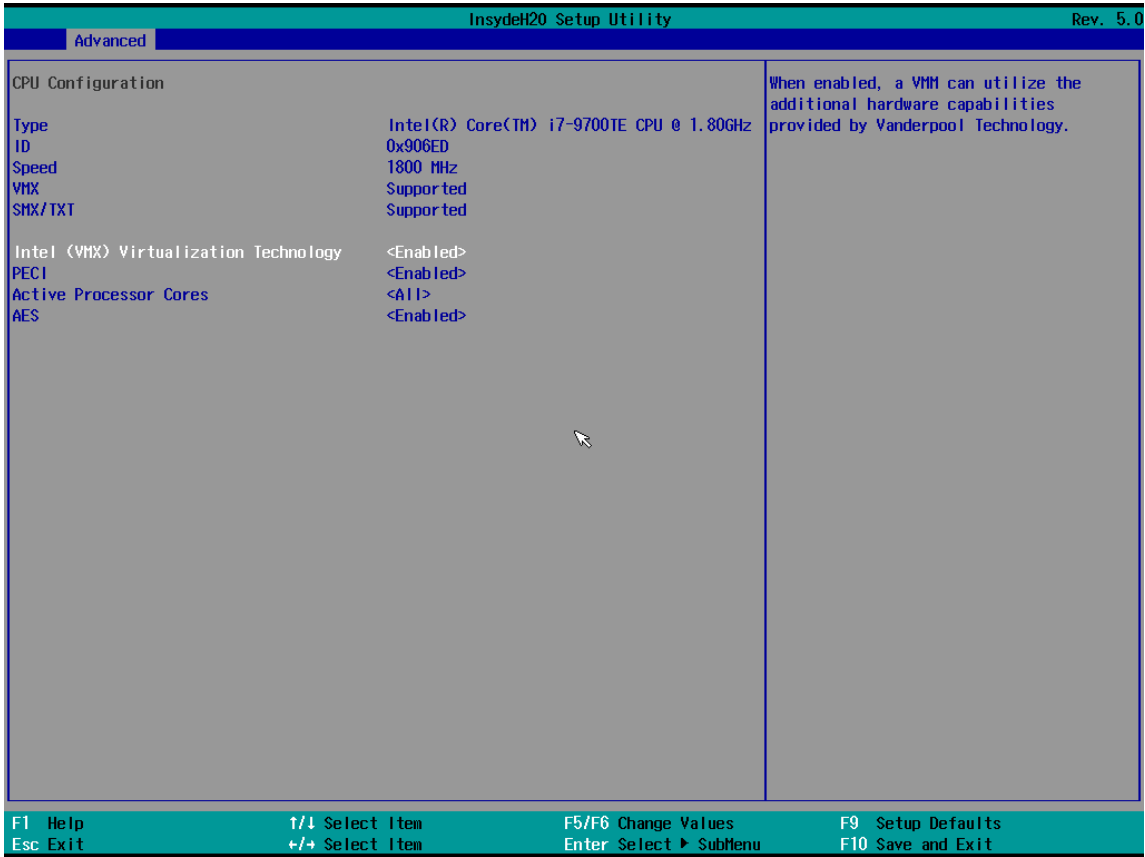 InsydeH20 Setup Utility Rev. 5.0
Advanced
CPU Configuration
Type Intel(R) Core(TM) i7-9700TE CPU @ 1.80GHz
ID 0x906ED
Speed 1800 MHz
VMX Supported
SMX/TXT Supported
Intel (VMX) Virtualization Technology <Enabled>
PECI <Enabled>
Active Processor Cores <All>
AES <Enabled>
When enabled, a VMM can utilize the
additional hardware capabilities
provided by Vanderpool Technology.
F1 Help ↑/↓ Select Item F5/F6 Change Values F9 Setup Defaults
Esc Exit ←/→ Select Item Enter Select ▶ SubMenu F10 Save and Exit